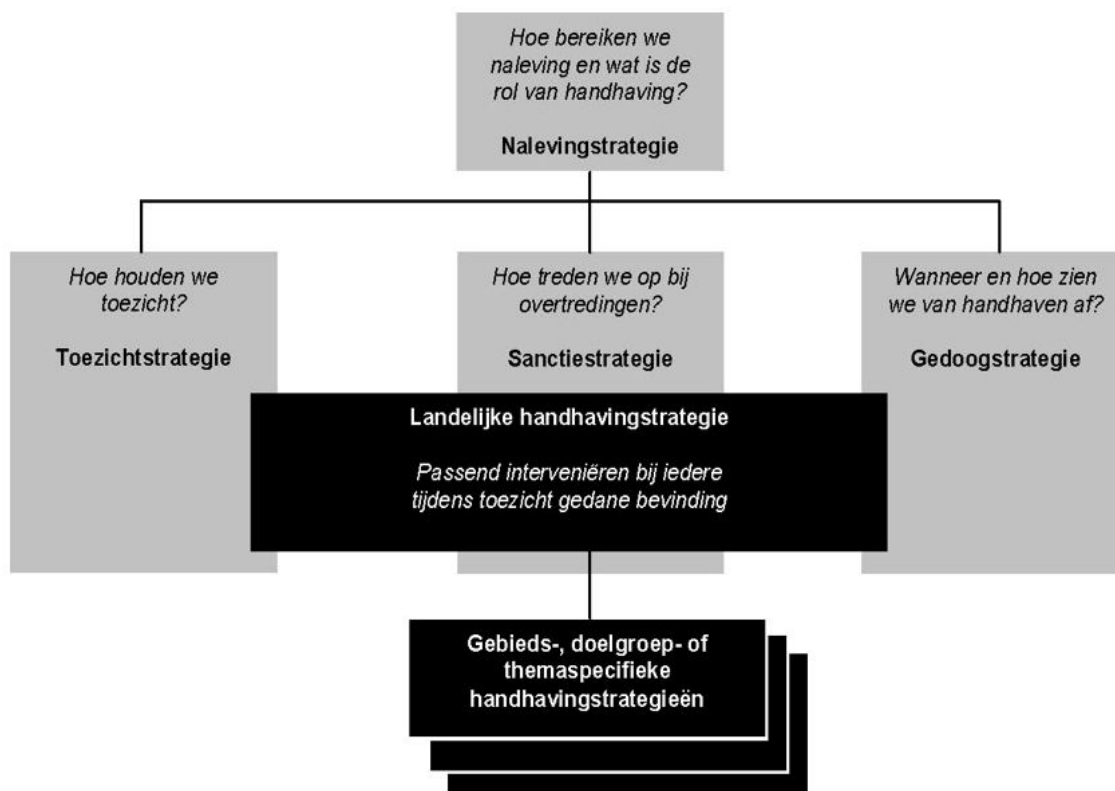 Hoe bereiken we
naleving en wat is de
rol van handhaving?
Nalevingstrategie
Hoe houden we
toezicht?
Toezichtstrategie
Hoe treden we op bij
overtredingen?
Sanctiestrategie
Wanneer en hoe zien
we van handhaven af?
Gedoogstrategie
Landelijke handhavingstrategie
Passend interveniëren bij iedere
tijdens toezicht gedane bevinding
Gebieds-, doelgroep- of
themaspecifieke
handhavingstrategieën